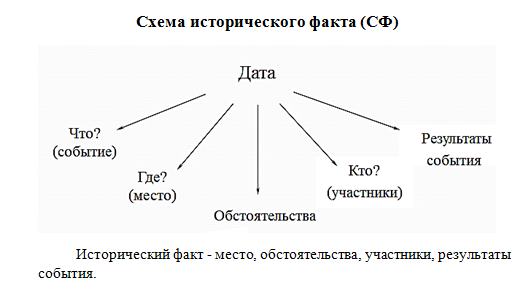 Схема исторического факта (СФ)
Дата
Что?
(событие)
Где?
(место)
Обстоятельства
Кто?
(участники)
Результаты
события
Исторический факт - место, обстоятельства, участники, результаты
события.